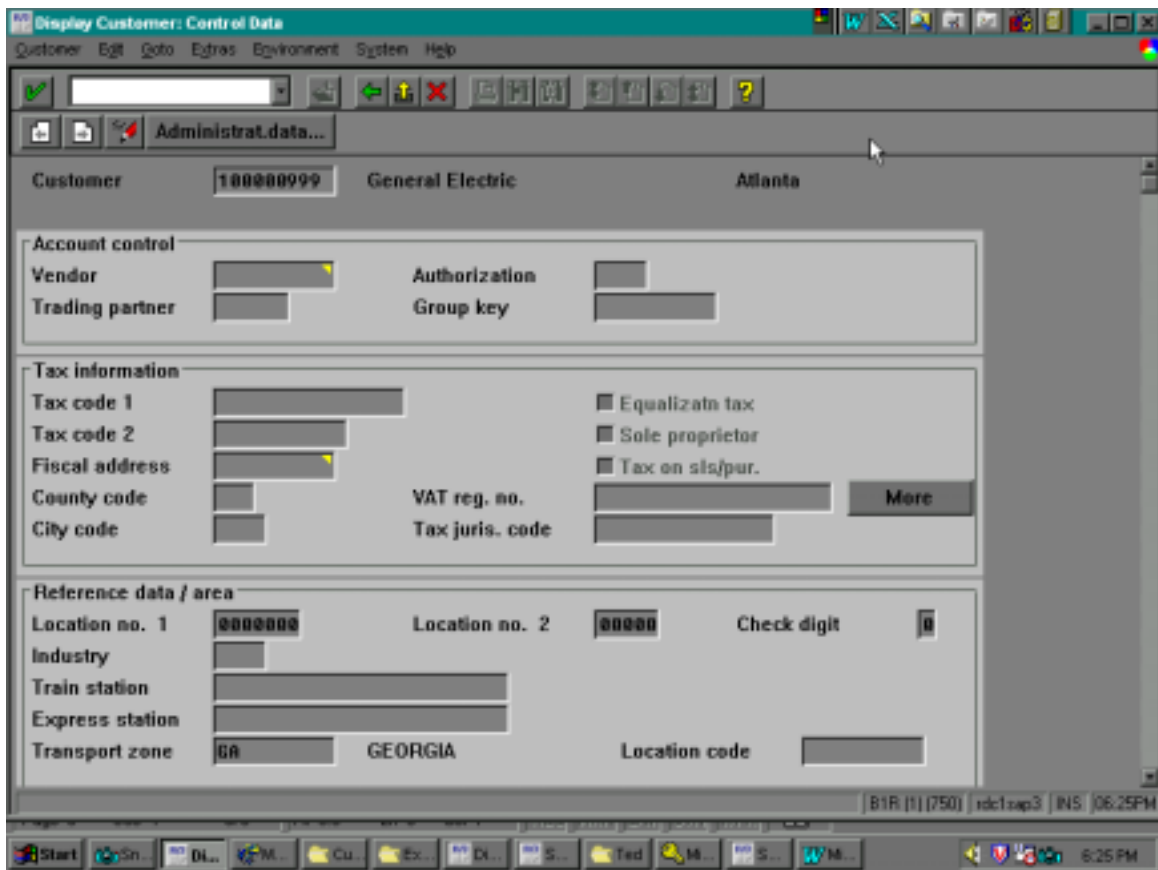 Display Customer: Control Data
Customer Edit Goto Extras Environment System Help
Administrat.data...
Customer 100000999 General Electric Atlanta
Account control
Vendor Authorization
Trading partner Group key
Tax information
Tax code 1 Equalizatn tax
Tax code 2 Sole proprietor
Fiscal address Tax on sls/pur.
County code VAT reg. no. More
City code Tax juris. code
Reference data / area
Location no. 1 0000000 Location no. 2 00000 Check digit 0
Industry
Train station
Express station
Transport zone GA GEORGIA Location code
B1R (1) (750) rdc1sap3 INS 06:25PM
Start Sn... Di... M... Cu... Ex... Di... S... Ted Mi... S... Mi... 6:25 PM